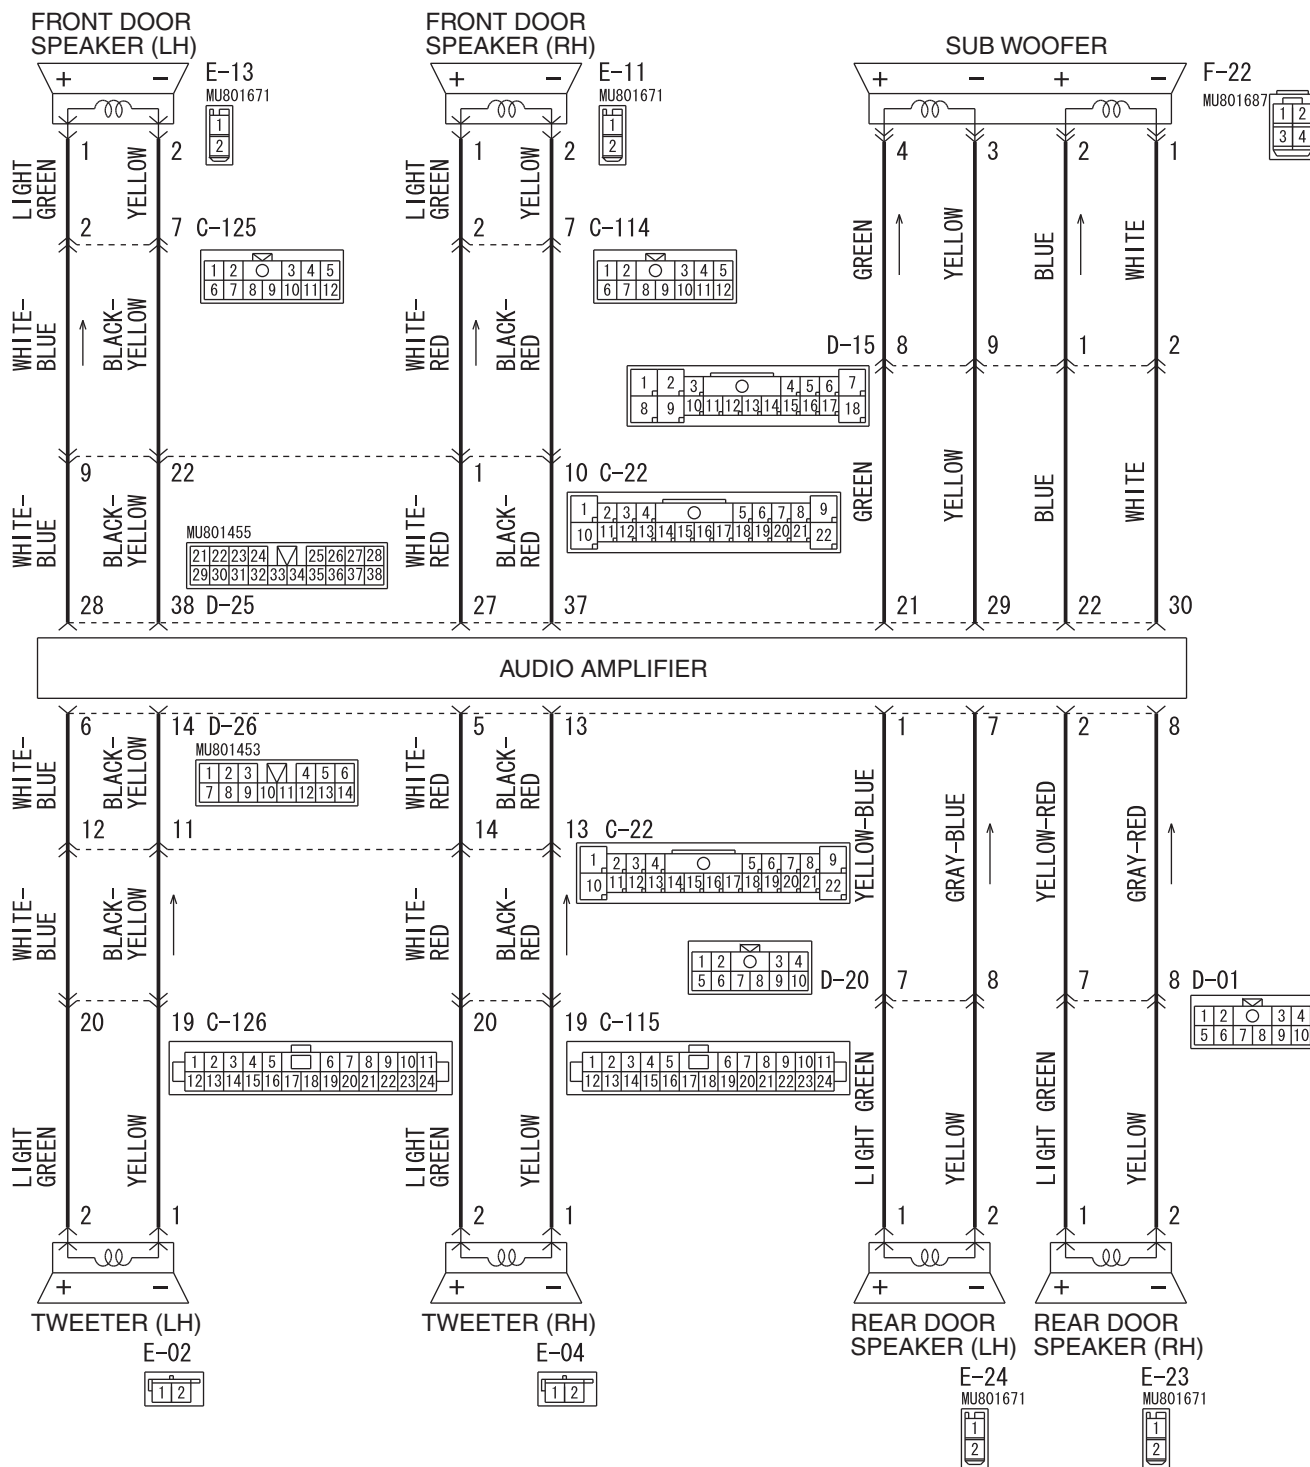 FRONT DOOR
SPEAKER (LH)
FRONT DOOR
SPEAKER (RH)
SUB WOOFER
+ −
E-13
MU801671
1
2
+ −
E-11
MU801671
1
2
+ − + −
F-22
MU801687
1 2
3 4
1 2
1 2
4 3 2 1
LIGHT
GREEN
YELLOW
LIGHT
GREEN
YELLOW
GREEN
YELLOW
BLUE
WHITE
2 7 C-125
1 2 3 4 5
6 7 8 9 10 11 12
2 7 C-114
1 2 3 4 5
6 7 8 9 10 11 12
WHITE-
BLUE
BLACK-
YELLOW
WHITE-
RED
BLACK-
RED
D-15 8 9 1 2
1 2 3 4 5 6 7
8 9 10 11 12 13 14 15 16 17 18
9 22
1 10 C-22
1 2 3 4 5 6 7 8 9
10 11 12 13 14 15 16 17 18 19 20 21 22
WHITE-
BLUE
BLACK-
YELLOW
WHITE-
RED
BLACK-
RED
GREEN
YELLOW
BLUE
WHITE
MU801455
21 22 23 24 25 26 27 28
29 30 31 32 33 34 35 36 37 38
28 38 D-25
27 37
21 29 22 30
AUDIO AMPLIFIER
6 14 D-26
MU801453
1 2 3 4 5 6
7 8 9 10 11 12 13 14
5 13
1 7 2 8
WHITE-
BLUE
BLACK-
YELLOW
WHITE-
RED
BLACK-
RED
YELLOW-BLUE
GRAY-BLUE
YELLOW-RED
GRAY-RED
12 11
14 13 C-22
1 2 3 4 5 6 7 8 9
10 11 12 13 14 15 16 17 18 19 20 21 22
WHITE-
BLUE
BLACK-
YELLOW
WHITE-
RED
BLACK-
RED
1 2 3 4
5 6 7 8 9 10
D-20 7 8
7 8 D-01
1 2 3 4
5 6 7 8 9 10
20 19 C-126
1 2 3 4 5 6 7 8 9 10 11
12 13 14 15 16 17 18 19 20 21 22 23 24
20 19 C-115
1 2 3 4 5 6 7 8 9 10 11
12 13 14 15 16 17 18 19 20 21 22 23 24
LIGHT
GREEN
YELLOW
LIGHT
GREEN
YELLOW
LIGHT GREEN
YELLOW
LIGHT GREEN
YELLOW
2 1
2 1
1 2
1 2
+ −
+ −
+ −
+ −
TWEETER (LH)
E-02
1 2
TWEETER (RH)
E-04
1 2
REAR DOOR
SPEAKER (LH)
E-24
MU801671
1
2
REAR DOOR
SPEAKER (RH)
E-23
MU801671
1
2